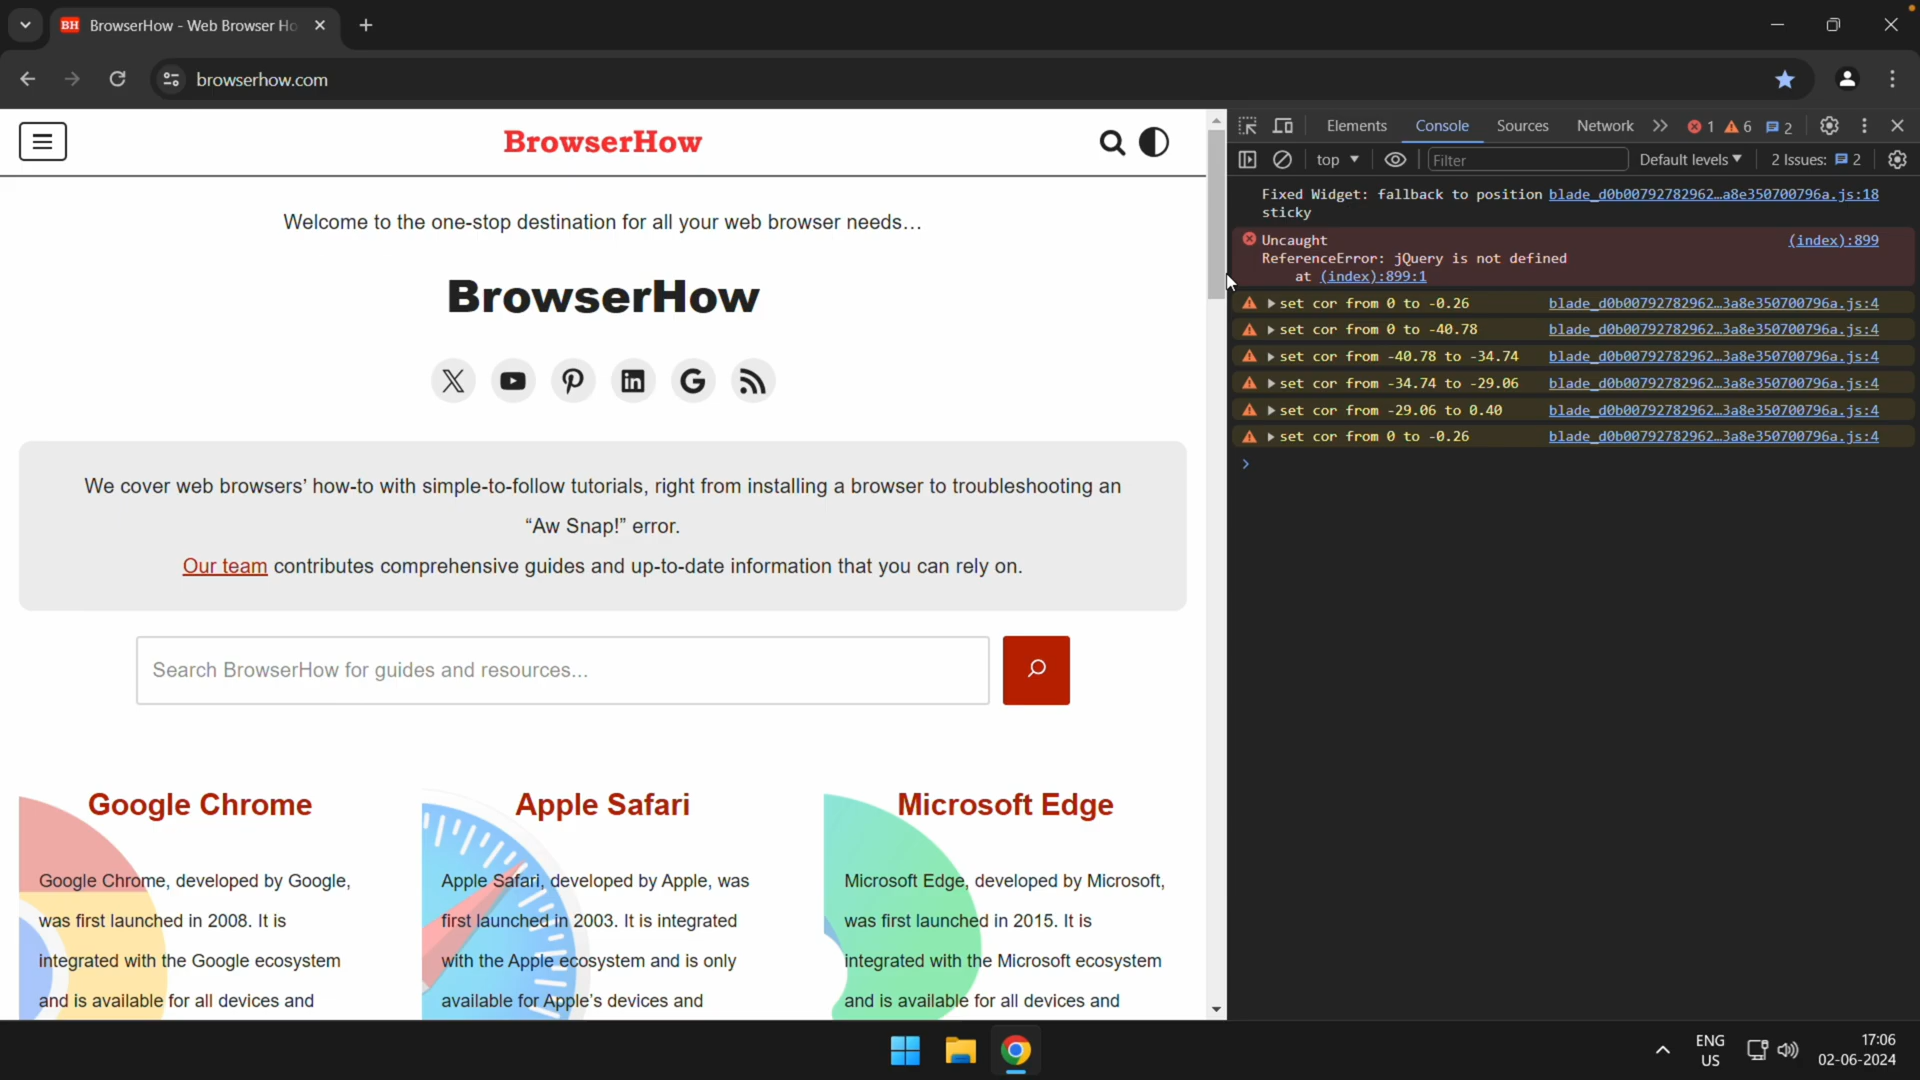 BH BrowserHow - Web Browser Ho
browserhow.com
BrowserHow
Welcome to the one-stop destination for all your web browser needs…
BrowserHow
We cover web browsers’ how-to with simple-to-follow tutorials, right from installing a browser to troubleshooting an
“Aw Snap!” error.
Our team contributes comprehensive guides and up-to-date information that you can rely on.
Search BrowserHow for guides and resources...
Google Chrome
Google Chrome, developed by Google,
was first launched in 2008. It is
integrated with the Google ecosystem
and is available for all devices and
Apple Safari
Apple Safari, developed by Apple, was
first launched in 2003. It is integrated
with the Apple ecosystem and is only
available for Apple’s devices and
Microsoft Edge
Microsoft Edge, developed by Microsoft,
was first launched in 2015. It is
integrated with the Microsoft ecosystem
and is available for all devices and
Elements Console Sources Network 1 6 2
top Filter Default levels 2 Issues: 2
Fixed Widget: fallback to position blade_d0b00792782962…a8e350700796a.js:18
sticky
Uncaught (index):899
ReferenceError: jQuery is not defined
at (index):899:1
set cor from 0 to -0.26 blade_d0b00792782962…3a8e350700796a.js:4
set cor from 0 to -40.78 blade_d0b00792782962…3a8e350700796a.js:4
set cor from -40.78 to -34.74 blade_d0b00792782962…3a8e350700796a.js:4
set cor from -34.74 to -29.06 blade_d0b00792782962…3a8e350700796a.js:4
set cor from -29.06 to 0.40 blade_d0b00792782962…3a8e350700796a.js:4
set cor from 0 to -0.26 blade_d0b00792782962…3a8e350700796a.js:4
ENG
US
17:06
02-06-2024